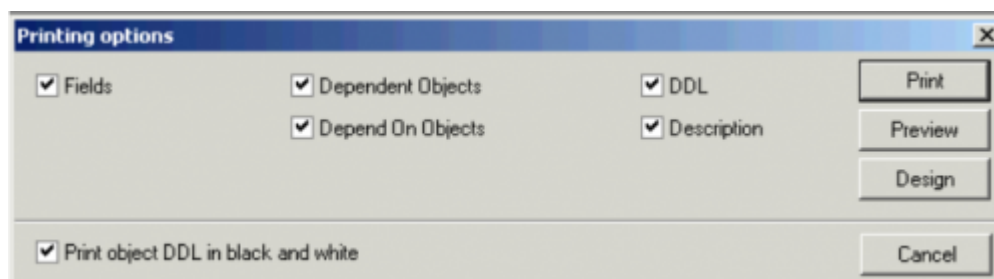 Printing options
Fields Dependent Objects DDL Print
Depend On Objects Description Preview
Design
Print object DDL in black and white Cancel